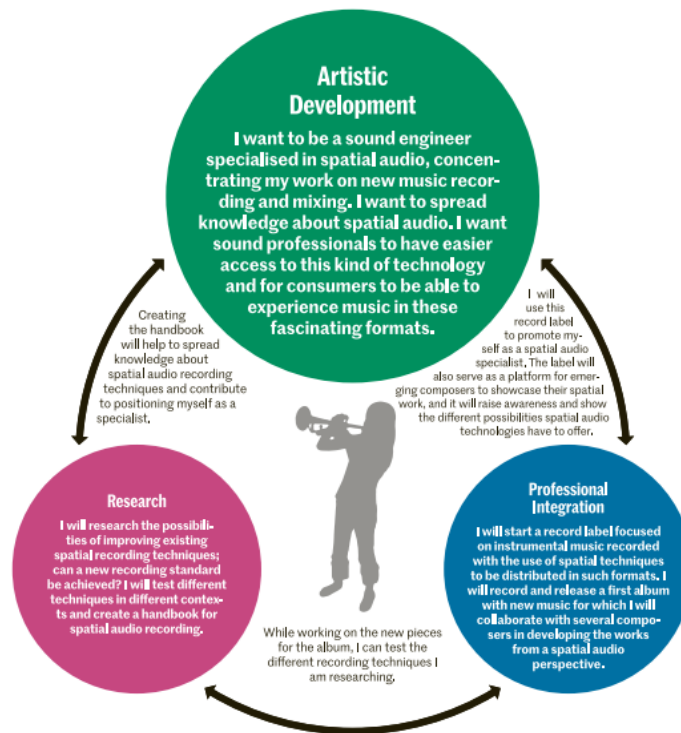 Artistic
Development
I want to be a sound engineer
specialised in spatial audio, concen-
trating my work on new music recor-
ding and mixing. I want to spread
knowledge about spatial audio. I want
sound professionals to have easier
access to this kind of technology
and for consumers to be able to
experience music in these
fascinating formats.
Creating
the handbook
will help to spread
knowledge about
spatial audio recording
techniques and contribute
to positioning myself as a
specialist.
I will
use this
record label
to promote my-
self as a spatial audio
specialist. The label will
also serve as a platform for emer-
ging composers to showcase their spatial
work, and it will raise awareness and show
the different possibilities spatial audio
technologies have to offer.
Research
I will research the possibili-
ties of improving existing
spatial recording techniques;
can a new recording standard
be achieved? I will test different
techniques in different contex-
ts and create a handbook for
spatial audio recording.
Professional
Integration
I will start a record label focused
on instrumental music recorded
with the use of spatial techniques
to be distributed in such formats. I
will record and release a first album
with new music for which I will
collaborate with several compo-
sers in developing the works
from a spatial audio
perspective.
While working on the new pieces
for the album, I can test the
different recording techniques I
am researching.